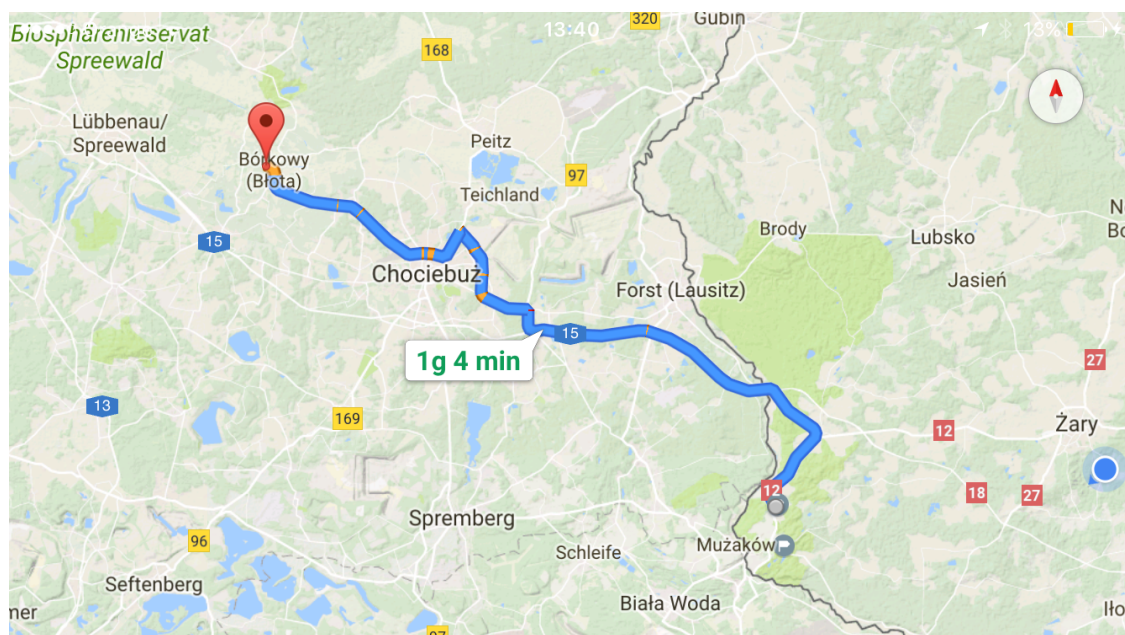 Biosphärenreservat
Spreewald
13:40
13%
320
Gubin
168
Lübbenau/
Spreewald
Peitz
Bórkowy
(Błota)
97
Teichland
15
Brody
Lubsko
Jasień
Chociebuż
Forst (Lausitz)
15
1g 4 min
27
13
169
12
Żary
12
18
27
Spremberg
96
Mużaków
Schleife
Seftenberg
Biała Woda